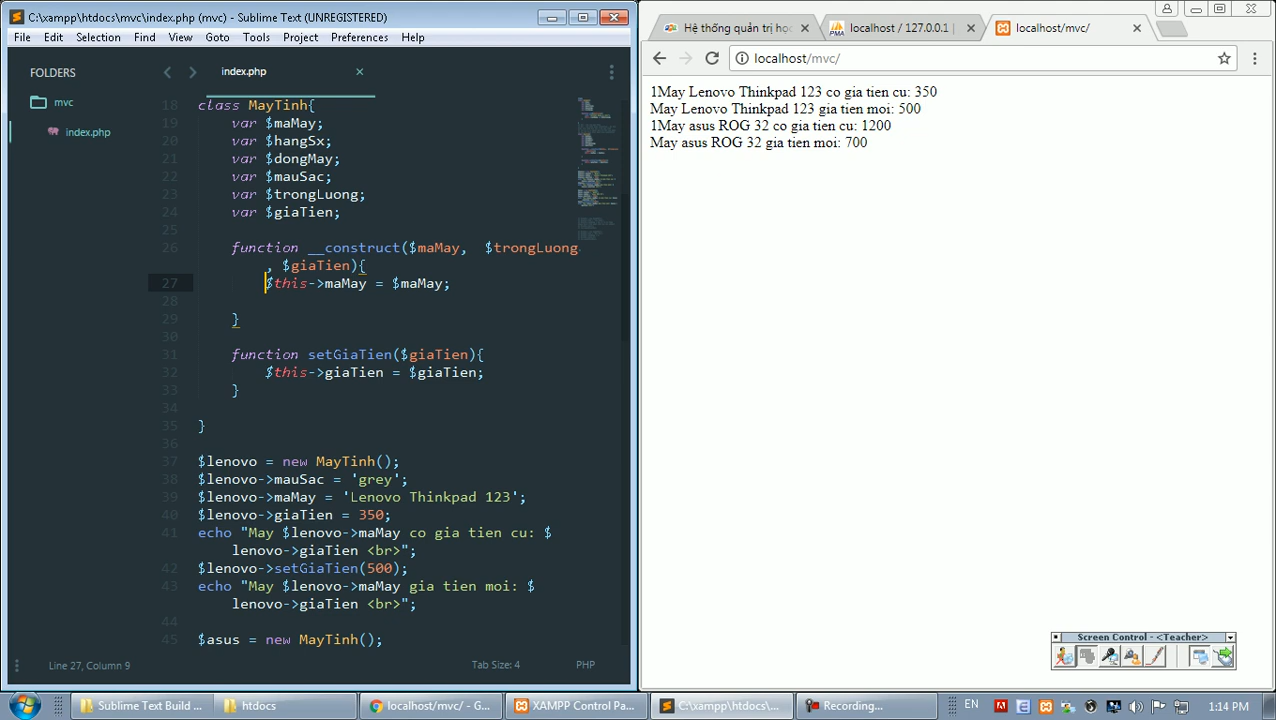 C:\xampp\htdocs\mvc\index.php (mvc) - Sublime Text (UNREGISTERED)
File Edit Selection Find View Goto Tools Project Preferences Help
FOLDERS
mvc
index.php
index.php
18 class MayTinh{
19 var $maMay;
20 var $hangSx;
21 var $dongMay;
22 var $mauSac;
23 var $trongLuong;
24 var $giaTien;
26 function __construct($maMay, $trongLuong
, $giaTien){
27 $this->maMay = $maMay;
28
29 }
30
31 function setGiaTien($giaTien){
32 $this->giaTien = $giaTien;
33 }
34
35 }
36
37 $lenovo = new MayTinh();
38 $lenovo->mauSac = 'grey';
39 $lenovo->maMay = 'Lenovo Thinkpad 123';
40 $lenovo->giaTien = 350;
41 echo "May $lenovo->maMay co gia tien cu: $
lenovo->giaTien <br>";
42 $lenovo->setGiaTien(500);
43 echo "May $lenovo->maMay gia tien moi: $
lenovo->giaTien <br>";
44
45 $asus = new MayTinh();
Line 27, Column 9
Tab Size: 4
PHP
Hệ thống quản trị học
localhost / 127.0.0.1 |
localhost/mvc/
localhost/mvc/
1May Lenovo Thinkpad 123 co gia tien cu: 350
May Lenovo Thinkpad 123 gia tien moi: 500
1May asus ROG 32 co gia tien cu: 1200
May asus ROG 32 gia tien moi: 700
Screen Control - <Teacher>
Sublime Text Build ...
htdocs
localhost/mvc/ - G...
XAMPP Control Pa...
C:\xampp\htdocs\...
Recording...
EN
1:14 PM